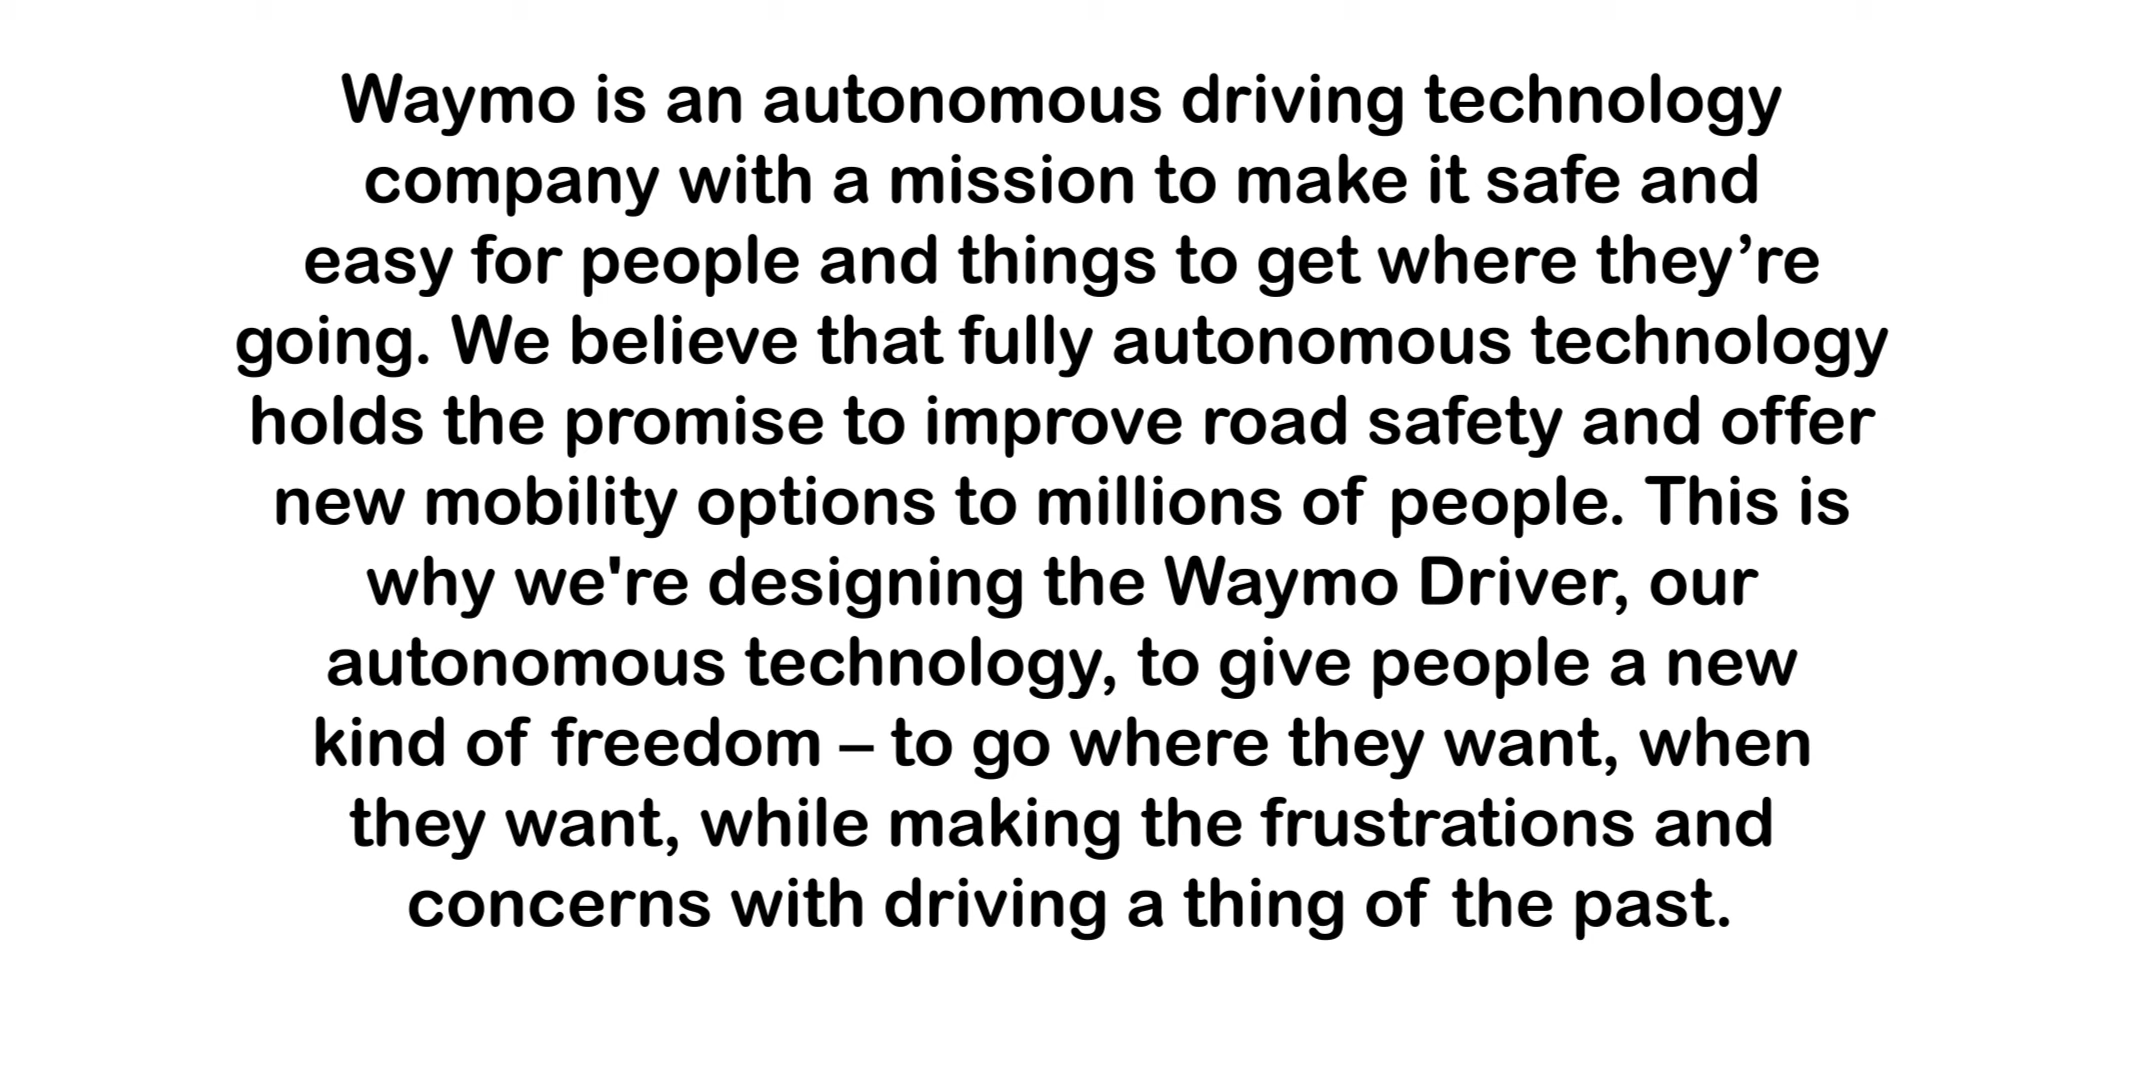 Waymo is an autonomous driving technology
company with a mission to make it safe and
easy for people and things to get where they’re
going. We believe that fully autonomous technology
holds the promise to improve road safety and offer
new mobility options to millions of people. This is
why we're designing the Waymo Driver, our
autonomous technology, to give people a new
kind of freedom – to go where they want, when
they want, while making the frustrations and
concerns with driving a thing of the past.